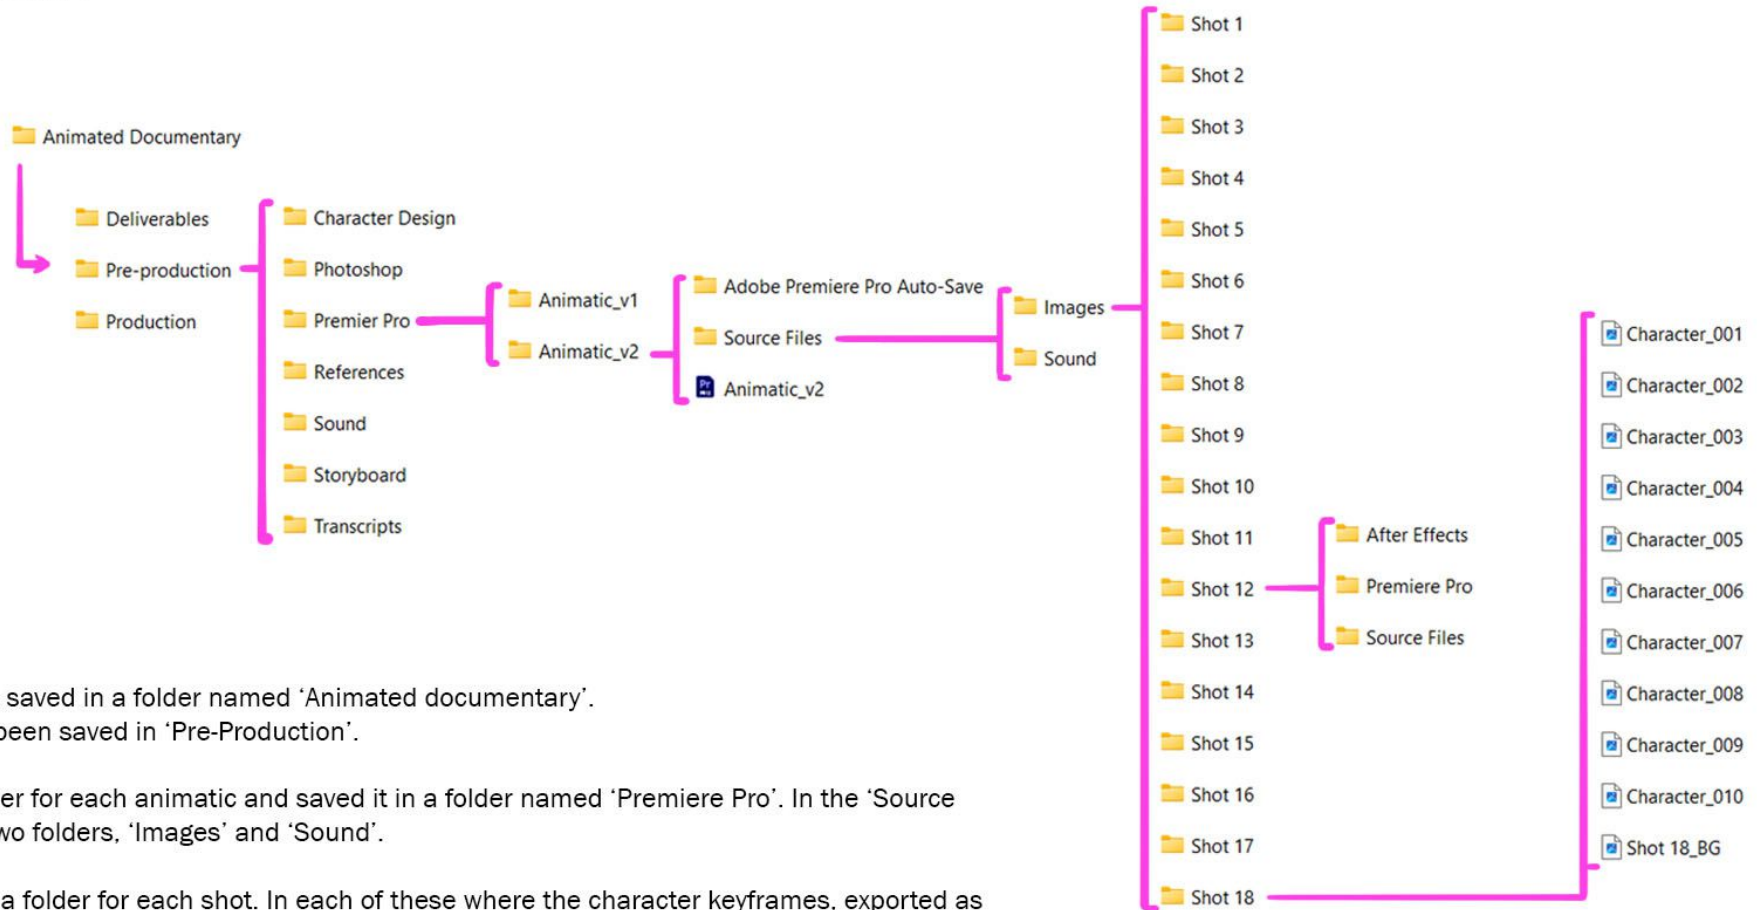 Animated Documentary
Deliverables
Pre-production
Production
Character Design
Photoshop
Premier Pro
References
Sound
Storyboard
Transcripts
Animatic_v1
Animatic_v2
Adobe Premiere Pro Auto-Save
Source Files
Pr
Animatic_v2
Images
Sound
Shot 1
Shot 2
Shot 3
Shot 4
Shot 5
Shot 6
Shot 7
Shot 8
Shot 9
Shot 10
Shot 11
Shot 12
Shot 13
Shot 14
Shot 15
Shot 16
Shot 17
Shot 18
After Effects
Premiere Pro
Source Files
Character_001
Character_002
Character_003
Character_004
Character_005
Character_006
Character_007
Character_008
Character_009
Character_010
Shot 18_BG
saved in a folder named ‘Animated documentary’.
been saved in ‘Pre-Production’.
er for each animatic and saved it in a folder named ‘Premiere Pro’. In the ‘Source
wo folders, ‘Images’ and ‘Sound’.
a folder for each shot. In each of these where the character keyframes, exported as